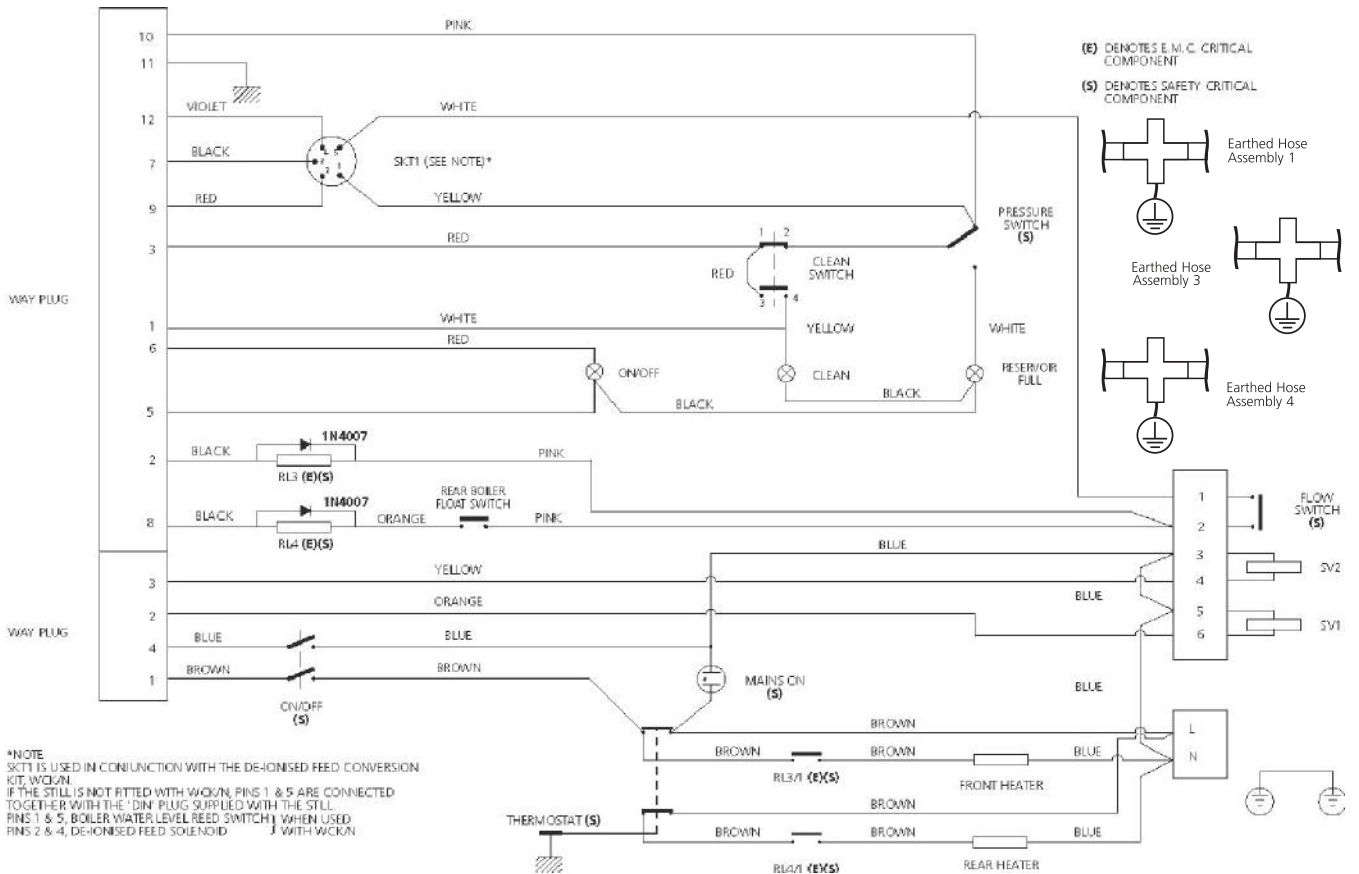 PINK
10
11
VIOLET
WHITE
12
BLACK
7
SKT1 (SEE NOTE)*
4 5
3
2 1
RED
YELLOW
9
RED
3
1 2
CLEAN
SWITCH
RED
3 4
PRESSURE
SWITCH
(S)
WAY PLUG
WHITE
1
YELLOW
WHITE
RED
6
ON/OFF
CLEAN
RESERVOIR
FULL
BLACK
BLACK
5
1N4007
BLACK
PINK
2
RL3 (E)(S)
1N4007
REAR BOILER
FLOAT SWITCH
BLACK
ORANGE
PINK
8
RL4 (E)(S)
BLUE
YELLOW
3
BLUE
ORANGE
2
WAY PLUG
BLUE
BLUE
4
BROWN
BROWN
1
ON/OFF
(S)
MAINS ON
(S)
BLUE
(E) DENOTES E.M.C. CRITICAL
COMPONENT
(S) DENOTES SAFETY CRITICAL
COMPONENT
Earthed Hose
Assembly 1
Earthed Hose
Assembly 3
Earthed Hose
Assembly 4
1
2
3
4
5
6
FLOW
SWITCH
(S)
SV2
SV1
BROWN
L
BROWN
BROWN
BLUE
N
RL3/1 (E)(S)
FRONT HEATER
BROWN
THERMOSTAT (S)
BROWN
BROWN
BLUE
RL4/1 (E)(S)
REAR HEATER
*NOTE
SKT1 IS USED IN CONJUNCTION WITH THE DE-IONISED FEED CONVERSION
KIT, WCK/N.
IF THE STILL IS NOT FITTED WITH WCK/N, PINS 1 & 5 ARE CONNECTED
TOGETHER WITH THE 'DIN' PLUG SUPPLIED WITH THE STILL.
PINS 1 & 5, BOILER WATER LEVEL REED SWITCH } WHEN USED
PINS 2 & 4, DE-IONISED FEED SOLENOID } WITH WCK/N